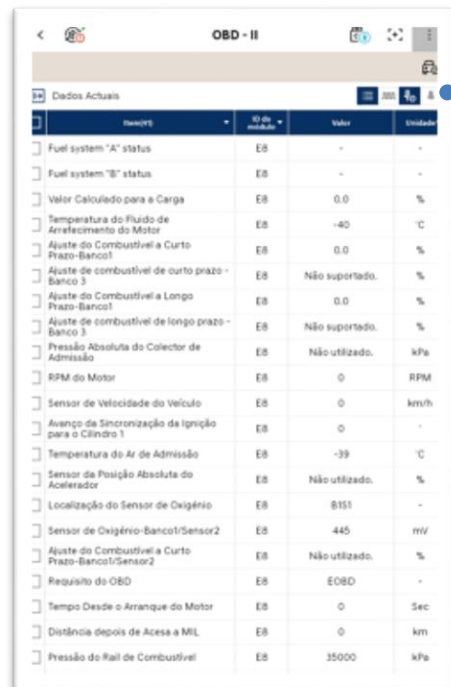 OBD - II
Dados Actuais
Item(41) ID do módulo Valor Unidade
Fuel system "A" status E8 - -
Fuel system "B" status E8 - -
Valor Calculado para a Carga E8 0.0 %
Temperatura do Fluido de
Arrefecimento do Motor E8 -40 °C
Ajuste do Combustível a Curto
Prazo-Banco1 E8 0.0 %
Ajuste de combustível de curto prazo -
Banco 3 E8 Não suportado. %
Ajuste do Combustível a Longo
Prazo-Banco1 E8 0.0 %
Ajuste de combustível de longo prazo -
Banco 3 E8 Não suportado. %
Pressão Absoluta do Colector de
Admissão E8 Não utilizado. kPa
RPM do Motor E8 0 RPM
Sensor de Velocidade do Veículo E8 0 km/h
Avanço da Sincronização da Ignição
para o Cilindro 1 E8 0
Temperatura do Ar de Admissão E8 -39 °C
Sensor da Posição Absoluta do
Acelerador E8 Não utilizado. %
Localização do Sensor de Oxigénio E8 B1S1 -
Sensor de Oxigénio-Banco1/Sensor2 E8 445 mV
Ajuste do Combustível a Curto
Prazo-Banco1/Sensor2 E8 Não utilizado. %
Requisito do OBD E8 EOBD -
Tempo Desde o Arranque do Motor E8 0 Sec
Distância depois de Acesa a MIL E8 0 km
Pressão do Rail de Combustível E8 35000 kPa